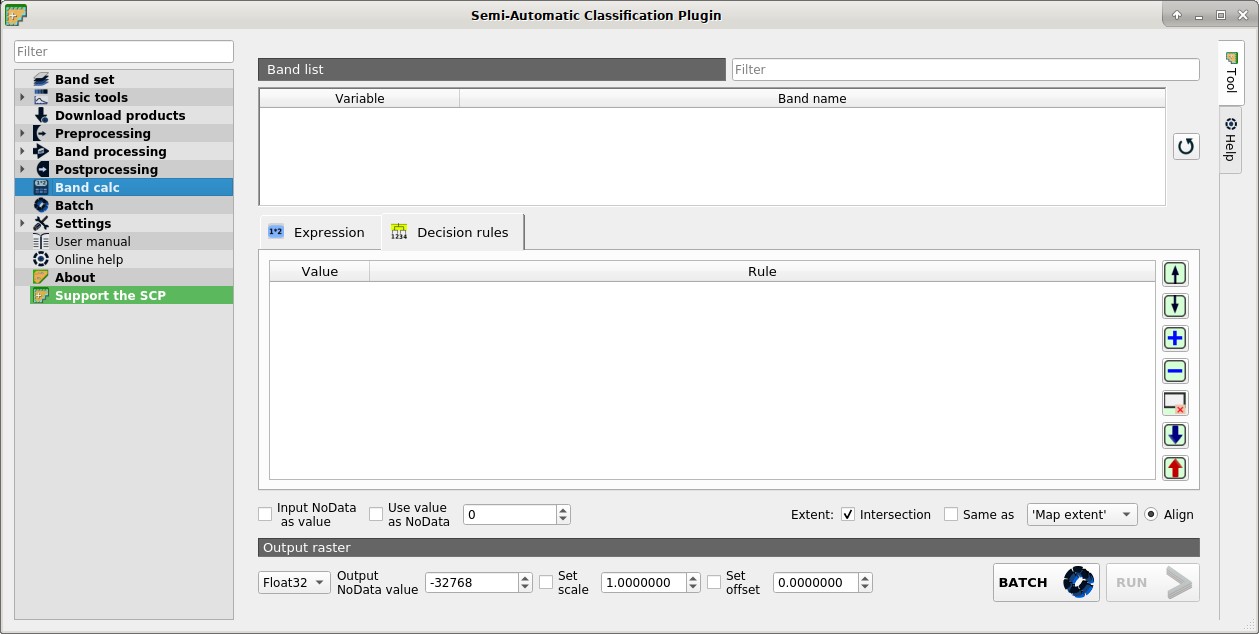 Semi-Automatic Classification Plugin
Filter
Band set
Basic tools
Download products
Preprocessing
Band processing
Postprocessing
Band calc
Batch
Settings
User manual
Online help
About
Support the SCP
Band list
Filter
Variable
Band name
1*2 Expression
1234 Decision rules
Value
Rule
Input NoData
as value
Use value
as NoData
0
Extent:
Intersection
Same as
'Map extent'
Align
Output raster
Float32
Output
NoData value
-32768
Set
scale
1.0000000
Set
offset
0.0000000
BATCH
RUN
Tool
Help